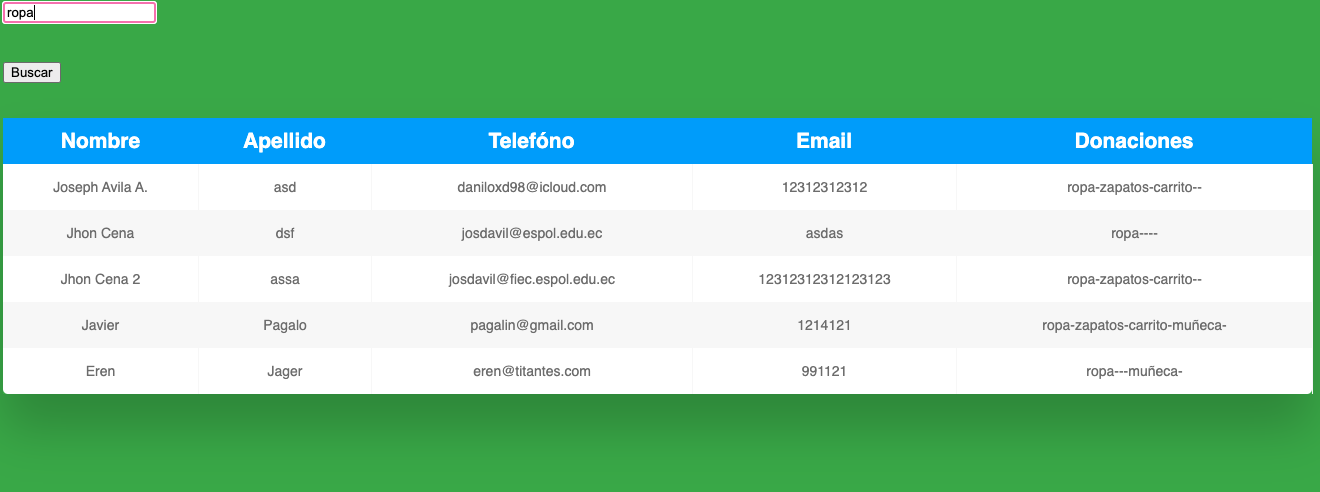 ropa
Buscar
Nombre Apellido Telefóno Email Donaciones
Joseph Avila A. asd daniloxd98@icloud.com 12312312312 ropa-zapatos-carrito--
Jhon Cena dsf josdavil@espol.edu.ec asdas ropa----
Jhon Cena 2 assa josdavil@fiec.espol.edu.ec 12312312312123123 ropa-zapatos-carrito--
Javier Pagalo pagalin@gmail.com 1214121 ropa-zapatos-carrito-muñeca-
Eren Jager eren@titantes.com 991121 ropa---muñeca-